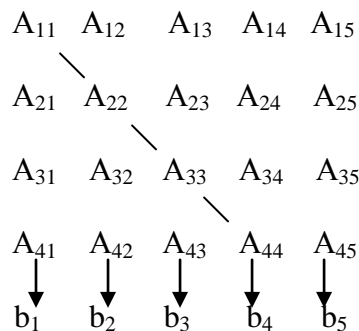 A₁₁ A₁₂ A₁₃ A₁₄ A₁₅
A₂₁ A₂₂ A₂₃ A₂₄ A₂₅
A₃₁ A₃₂ A₃₃ A₃₄ A₃₅
A₄₁ A₄₂ A₄₃ A₄₄ A₄₅
b₁ b₂ b₃ b₄ b₅